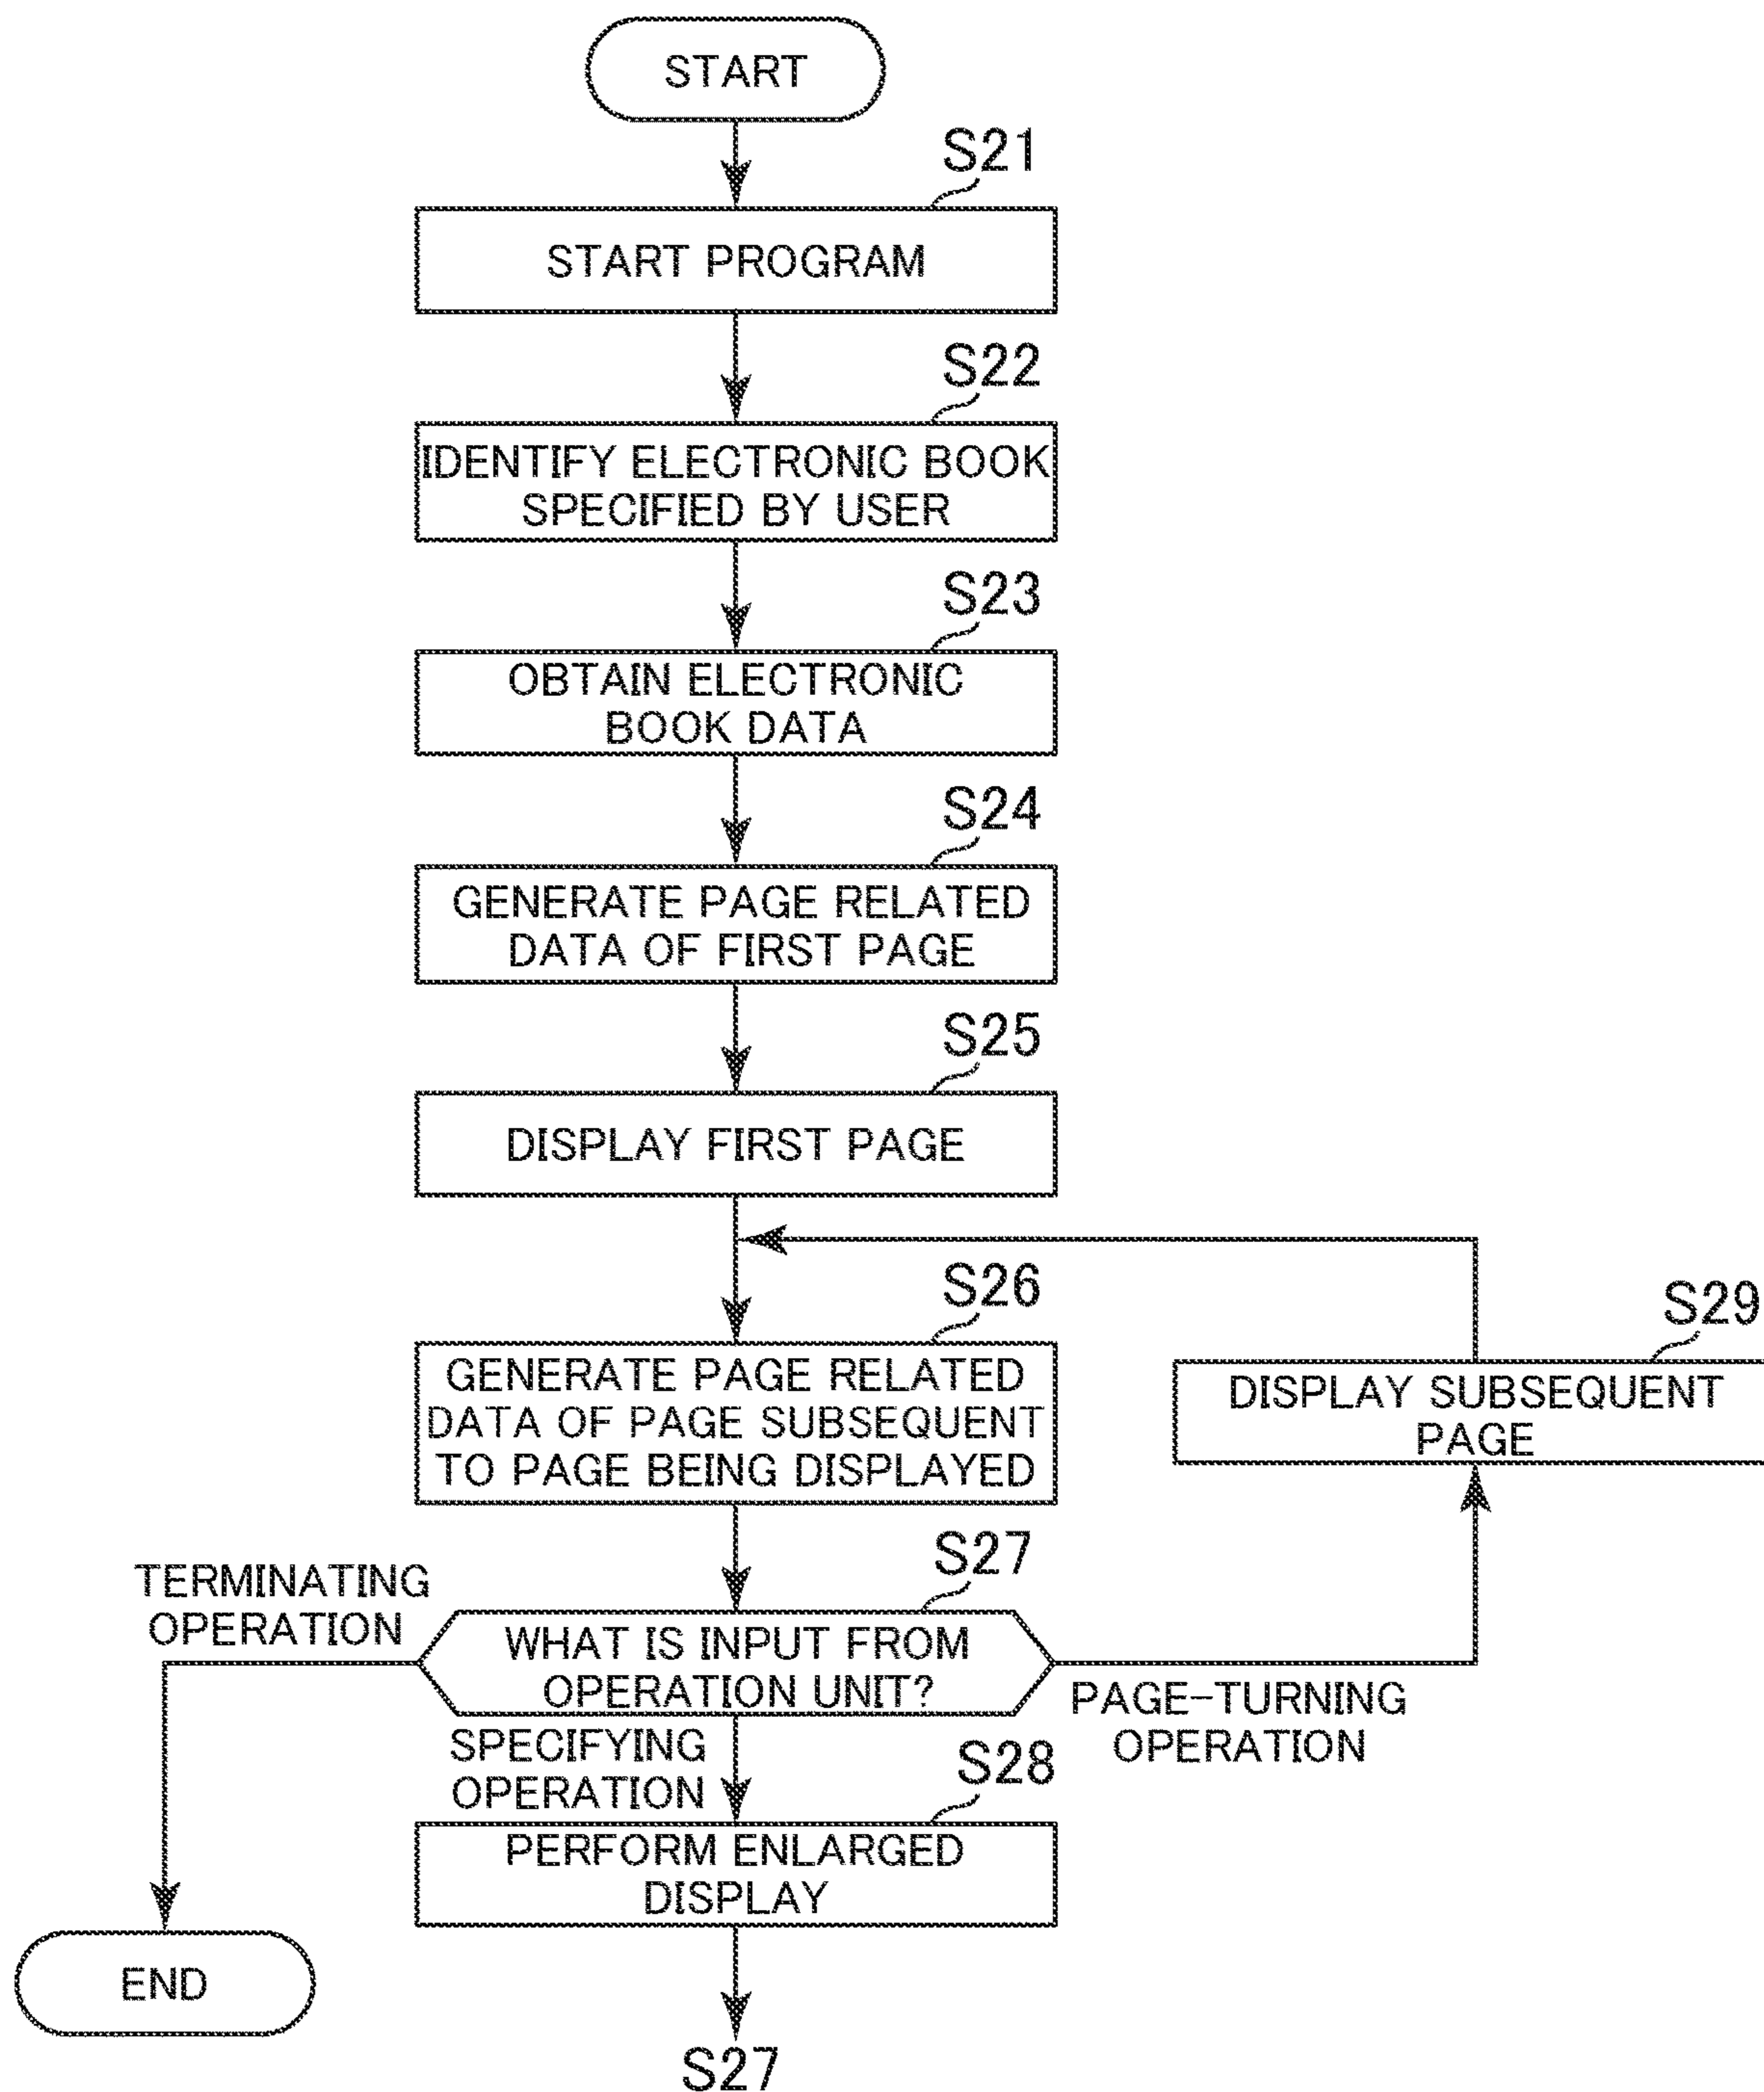 START
S21
START PROGRAM
S22
IDENTIFY ELECTRONIC BOOK
SPECIFIED BY USER
S23
OBTAIN ELECTRONIC
BOOK DATA
S24
GENERATE PAGE RELATED
DATA OF FIRST PAGE
S25
DISPLAY FIRST PAGE
S26
GENERATE PAGE RELATED
DATA OF PAGE SUBSEQUENT
TO PAGE BEING DISPLAYED
S29
DISPLAY SUBSEQUENT
PAGE
S27
WHAT IS INPUT FROM
OPERATION UNIT?
TERMINATING
OPERATION
PAGE-TURNING
OPERATION
SPECIFYING
OPERATION
S28
PERFORM ENLARGED
DISPLAY
END
S27